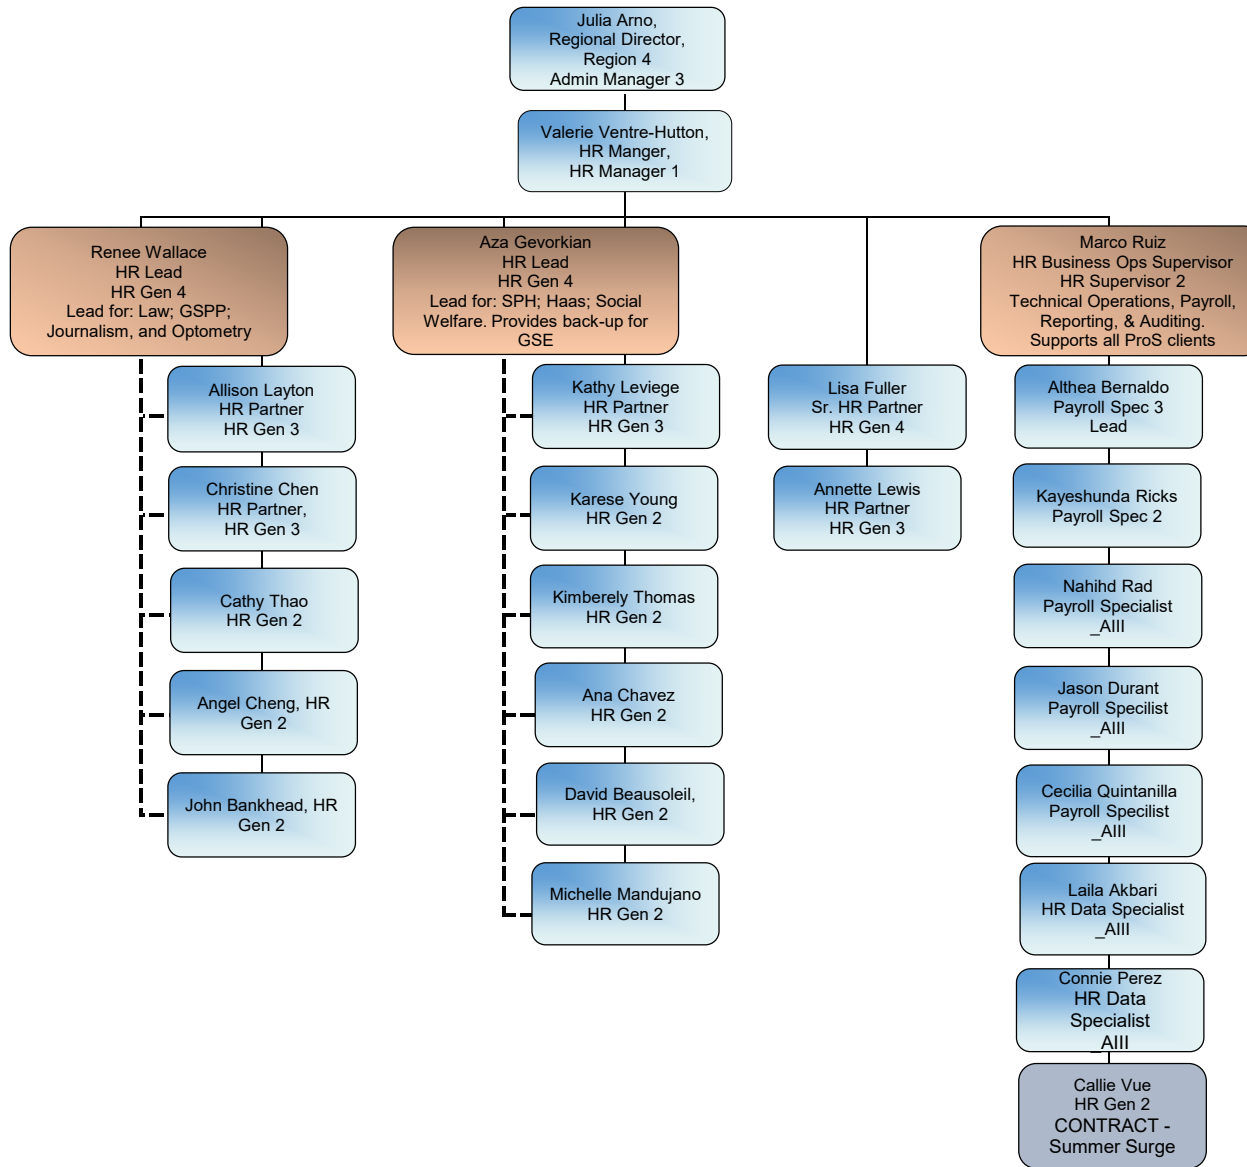 Julia Arno,
Regional Director,
Region 4
Admin Manager 3
Valerie Ventre-Hutton,
HR Manger,
HR Manager 1
Renee Wallace
HR Lead
HR Gen 4
Lead for: Law; GSPP;
Journalism, and Optometry
Aza Gevorkian
HR Lead
HR Gen 4
Lead for: SPH; Haas; Social
Welfare. Provides back-up for
GSE
Marco Ruiz
HR Business Ops Supervisor
HR Supervisor 2
Technical Operations, Payroll,
Reporting, & Auditing.
Supports all ProS clients
Allison Layton
HR Partner
HR Gen 3
Christine Chen
HR Partner,
HR Gen 3
Cathy Thao
HR Gen 2
Angel Cheng, HR
Gen 2
John Bankhead, HR
Gen 2
Kathy Leviege
HR Partner
HR Gen 3
Karese Young
HR Gen 2
Kimberely Thomas
HR Gen 2
Ana Chavez
HR Gen 2
David Beausoleil,
HR Gen 2
Michelle Mandujano
HR Gen 2
Lisa Fuller
Sr. HR Partner
HR Gen 4
Annette Lewis
HR Partner
HR Gen 3
Althea Bernaldo
Payroll Spec 3
Lead
Kayeshunda Ricks
Payroll Spec 2
Nahihd Rad
Payroll Specialist
_AIII
Jason Durant
Payroll Specilist
_AIII
Cecilia Quintanilla
Payroll Specilist
_AIII
Laila Akbari
HR Data Specialist
_AIII
Connie Perez
HR Data
Specialist
_AIII
Callie Vue
HR Gen 2
CONTRACT -
Summer Surge